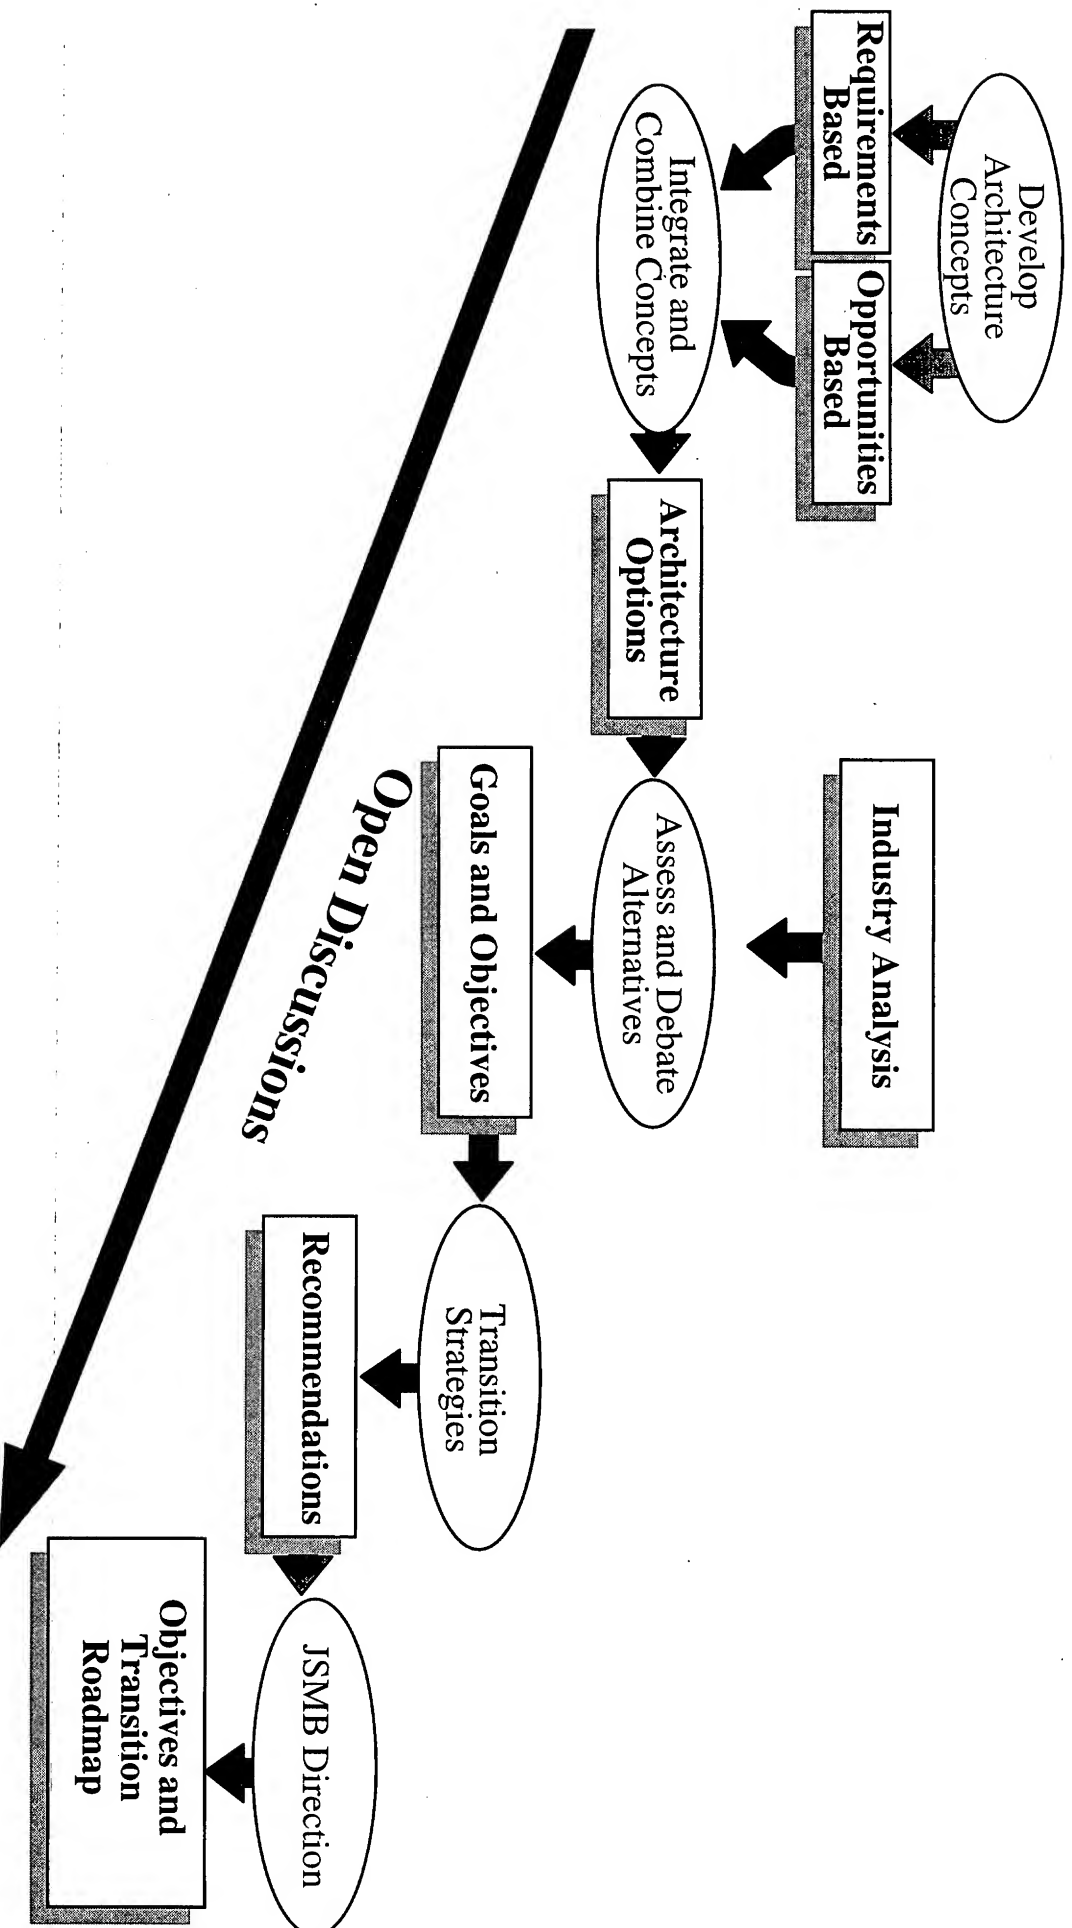 Develop
Architecture
Concepts
Requirements
Based
Opportunities
Based
Integrate and
Combine Concepts
Architecture
Options
Industry Analysis
Assess and Debate
Alternatives
Goals and Objectives
Open Discussions
Transition
Strategies
Recommendations
JSMB Direction
Objectives and
Transition
Roadmap